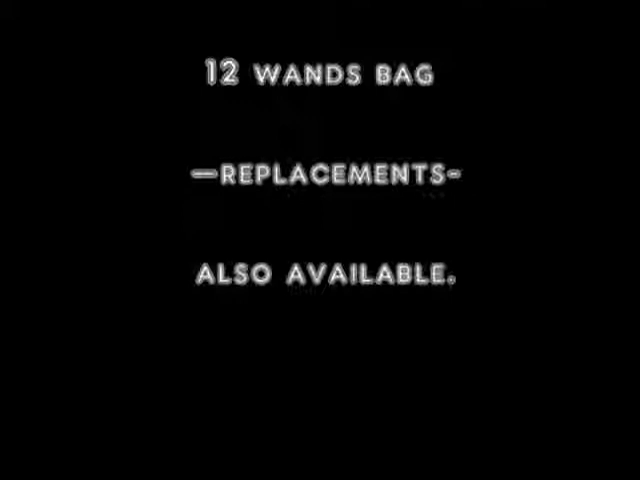 12 WANDS BAG
—REPLACEMENTS-
ALSO AVAILABLE.